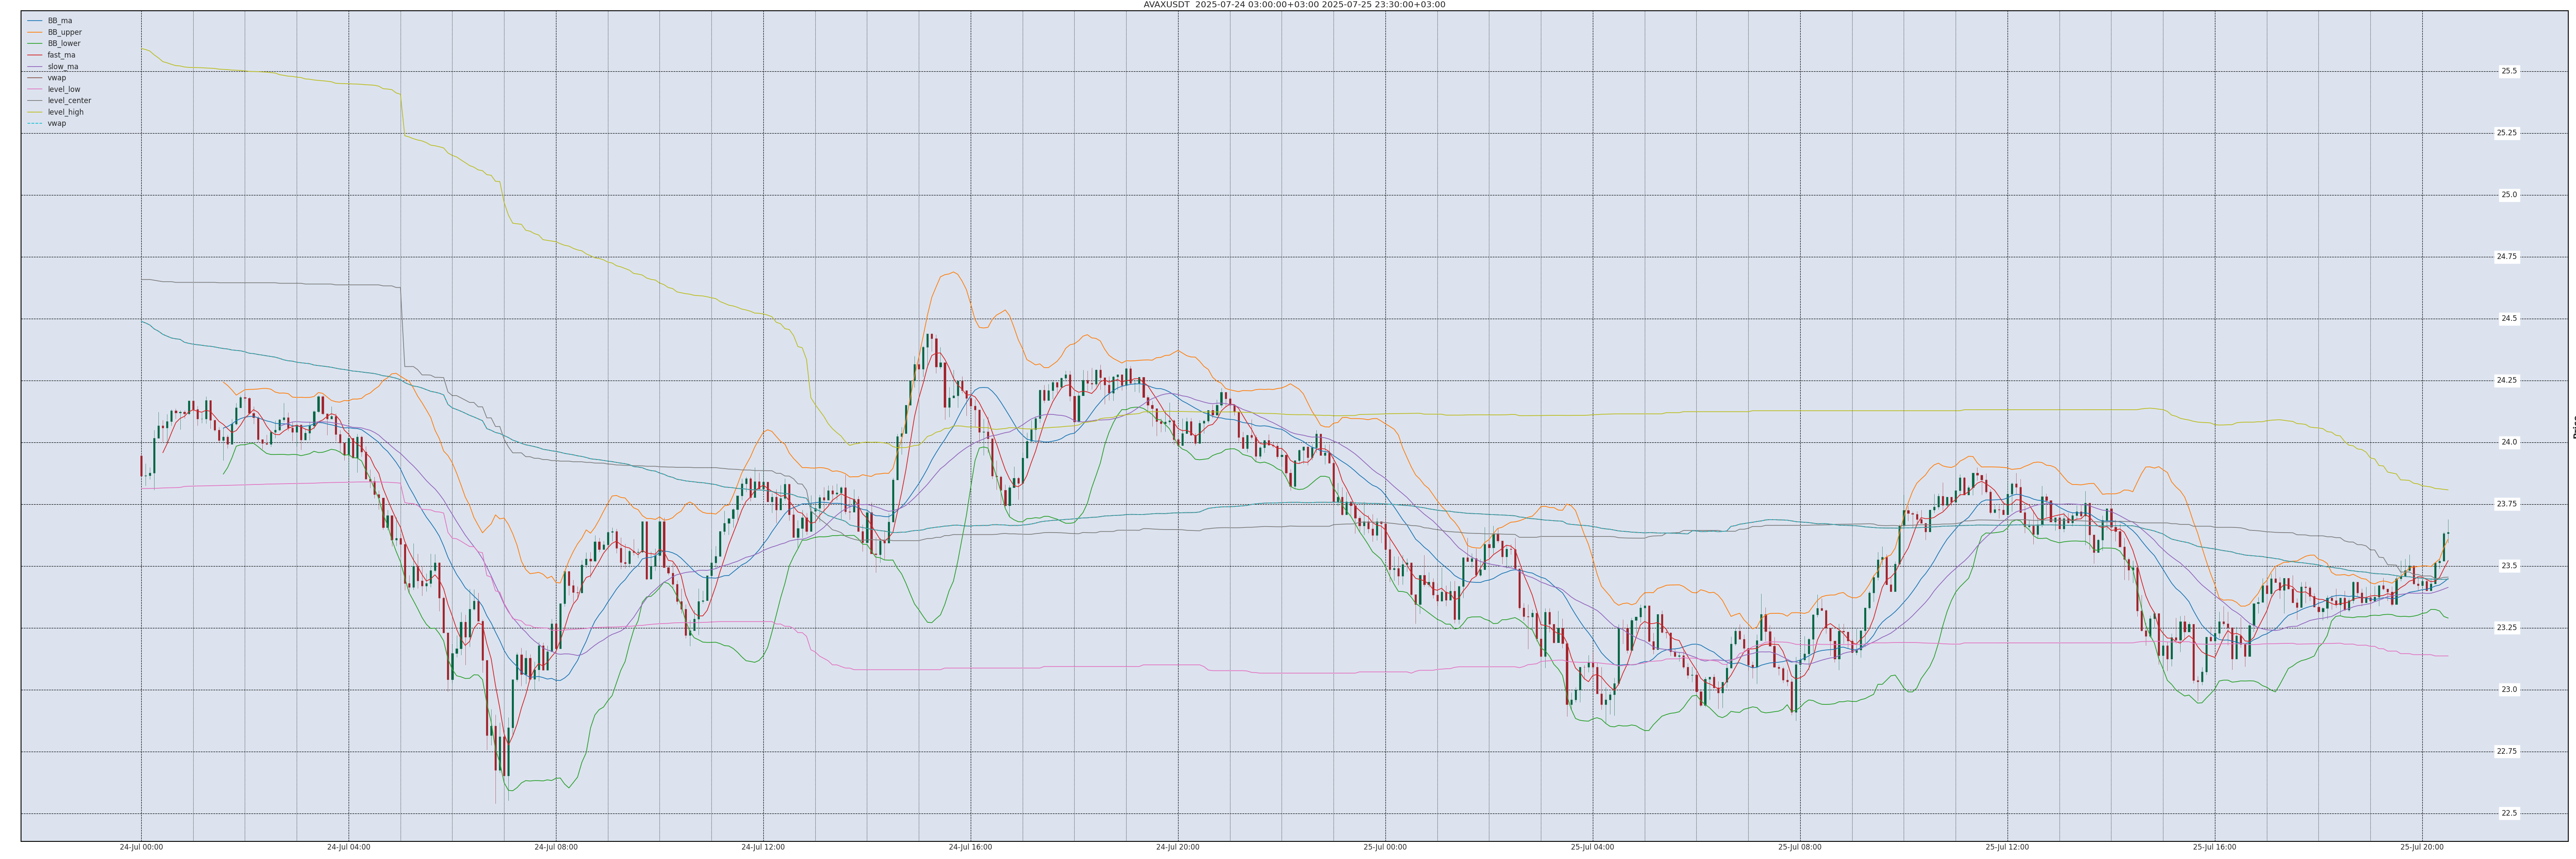 AVAXUSDT  2025-07-24 03:00:00+03:00 2025-07-25 23:30:00+03:00
BB_ma
BB_upper
BB_lower
fast_ma
slow_ma
vwap
level_low
level_center
level_high
vwap
25.5
25.25
25.0
24.75
24.5
24.25
24.0
23.75
23.5
23.25
23.0
22.75
22.5
24-Jul 00:00
24-Jul 04:00
24-Jul 08:00
24-Jul 12:00
24-Jul 16:00
24-Jul 20:00
25-Jul 00:00
25-Jul 04:00
25-Jul 08:00
25-Jul 12:00
25-Jul 16:00
25-Jul 20:00